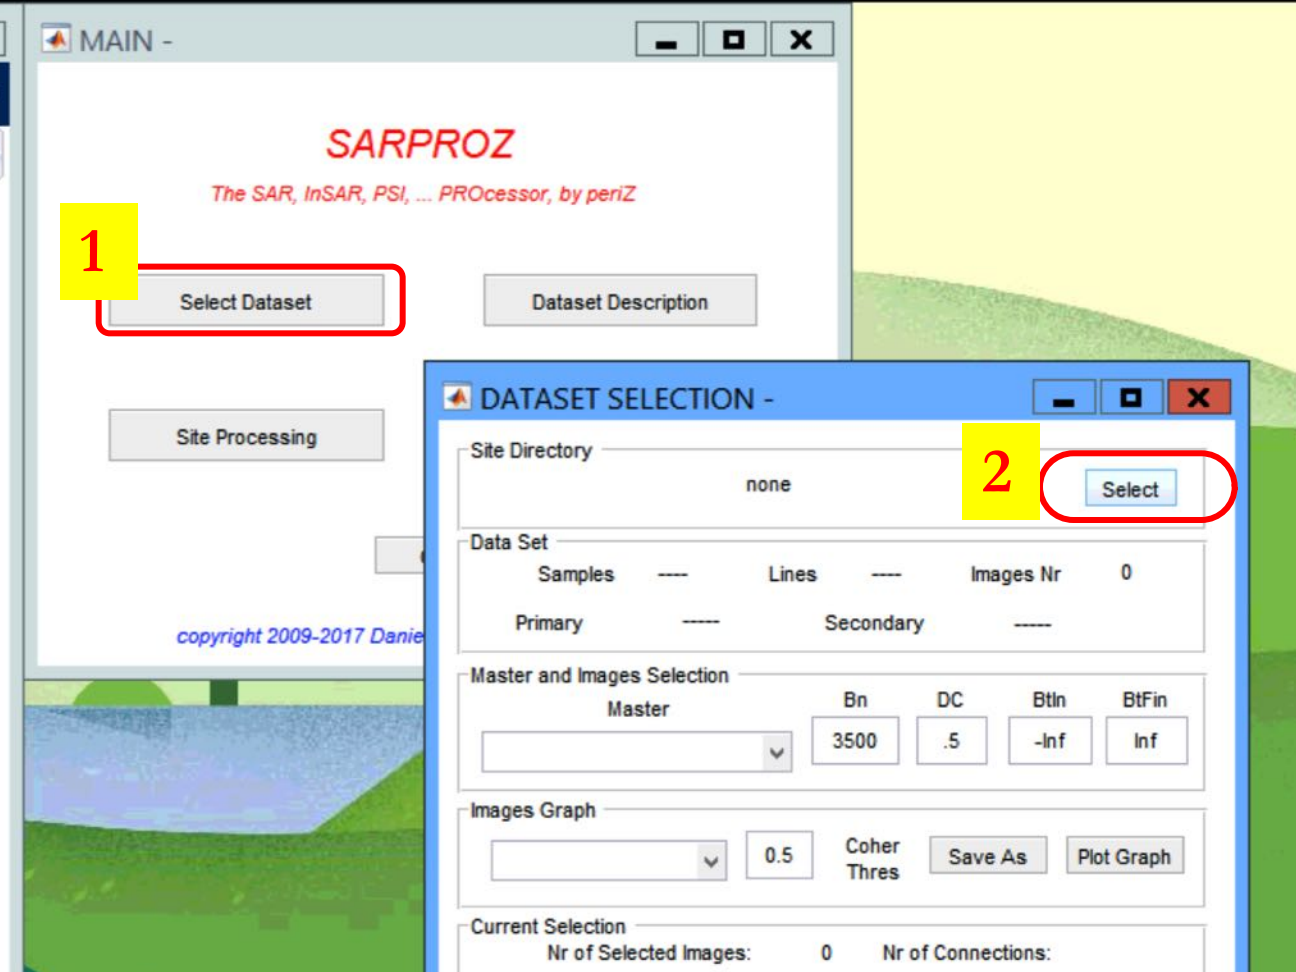 MAIN -
SARPROZ
The SAR, InSAR, PSI, ... PROcessor, by periZ
1
Select Dataset
Dataset Description
Site Processing
copyright 2009-2017 Danie
DATASET SELECTION -
Site Directory
none
2
Select
Data Set
Samples ---- Lines ---- Images Nr 0
Primary ----- Secondary -----
Master and Images Selection
Master Bn DC BtIn BtFin
3500 .5 -Inf Inf
Images Graph
0.5 Coher Thres Save As Plot Graph
Current Selection
Nr of Selected Images: 0 Nr of Connections: